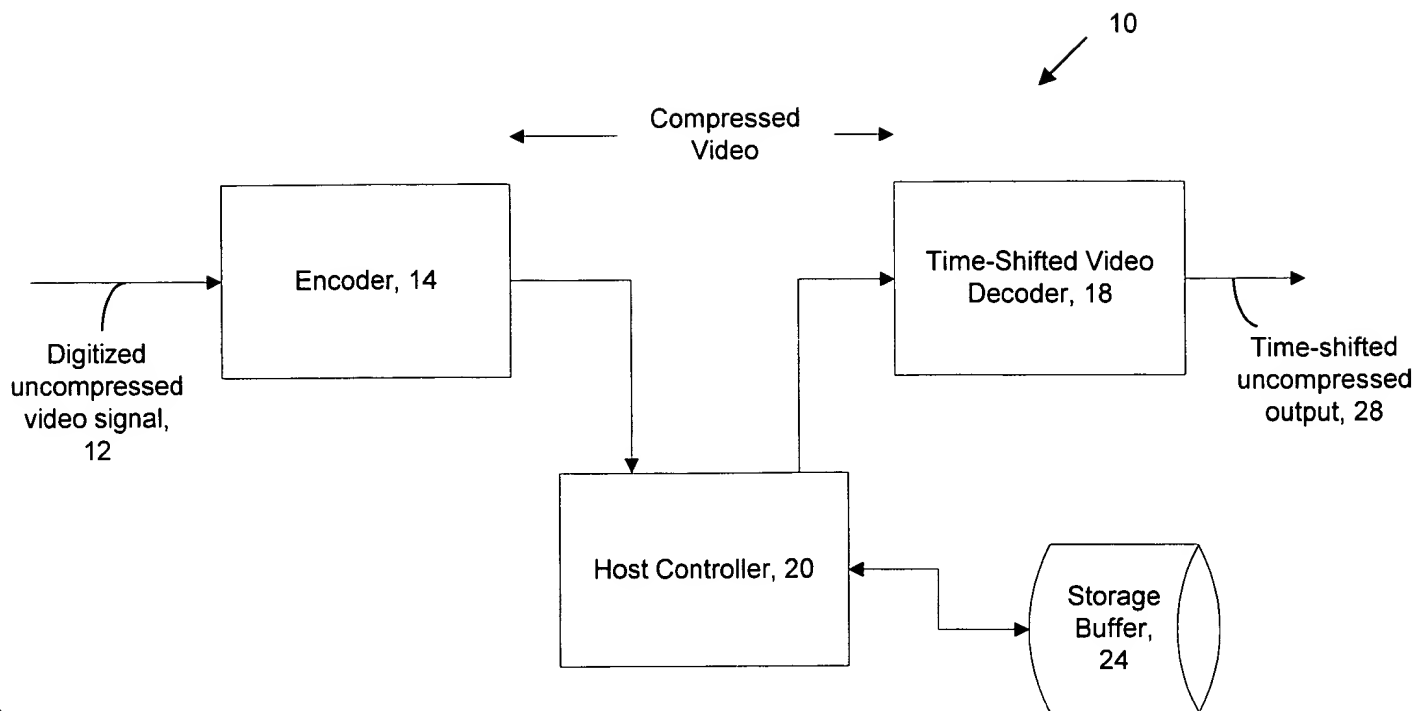 10
Compressed
Video
Encoder, 14
Time-Shifted Video
Decoder, 18
Digitized
uncompressed
video signal,
12
Time-shifted
uncompressed
output, 28
Host Controller, 20
Storage
Buffer,
24